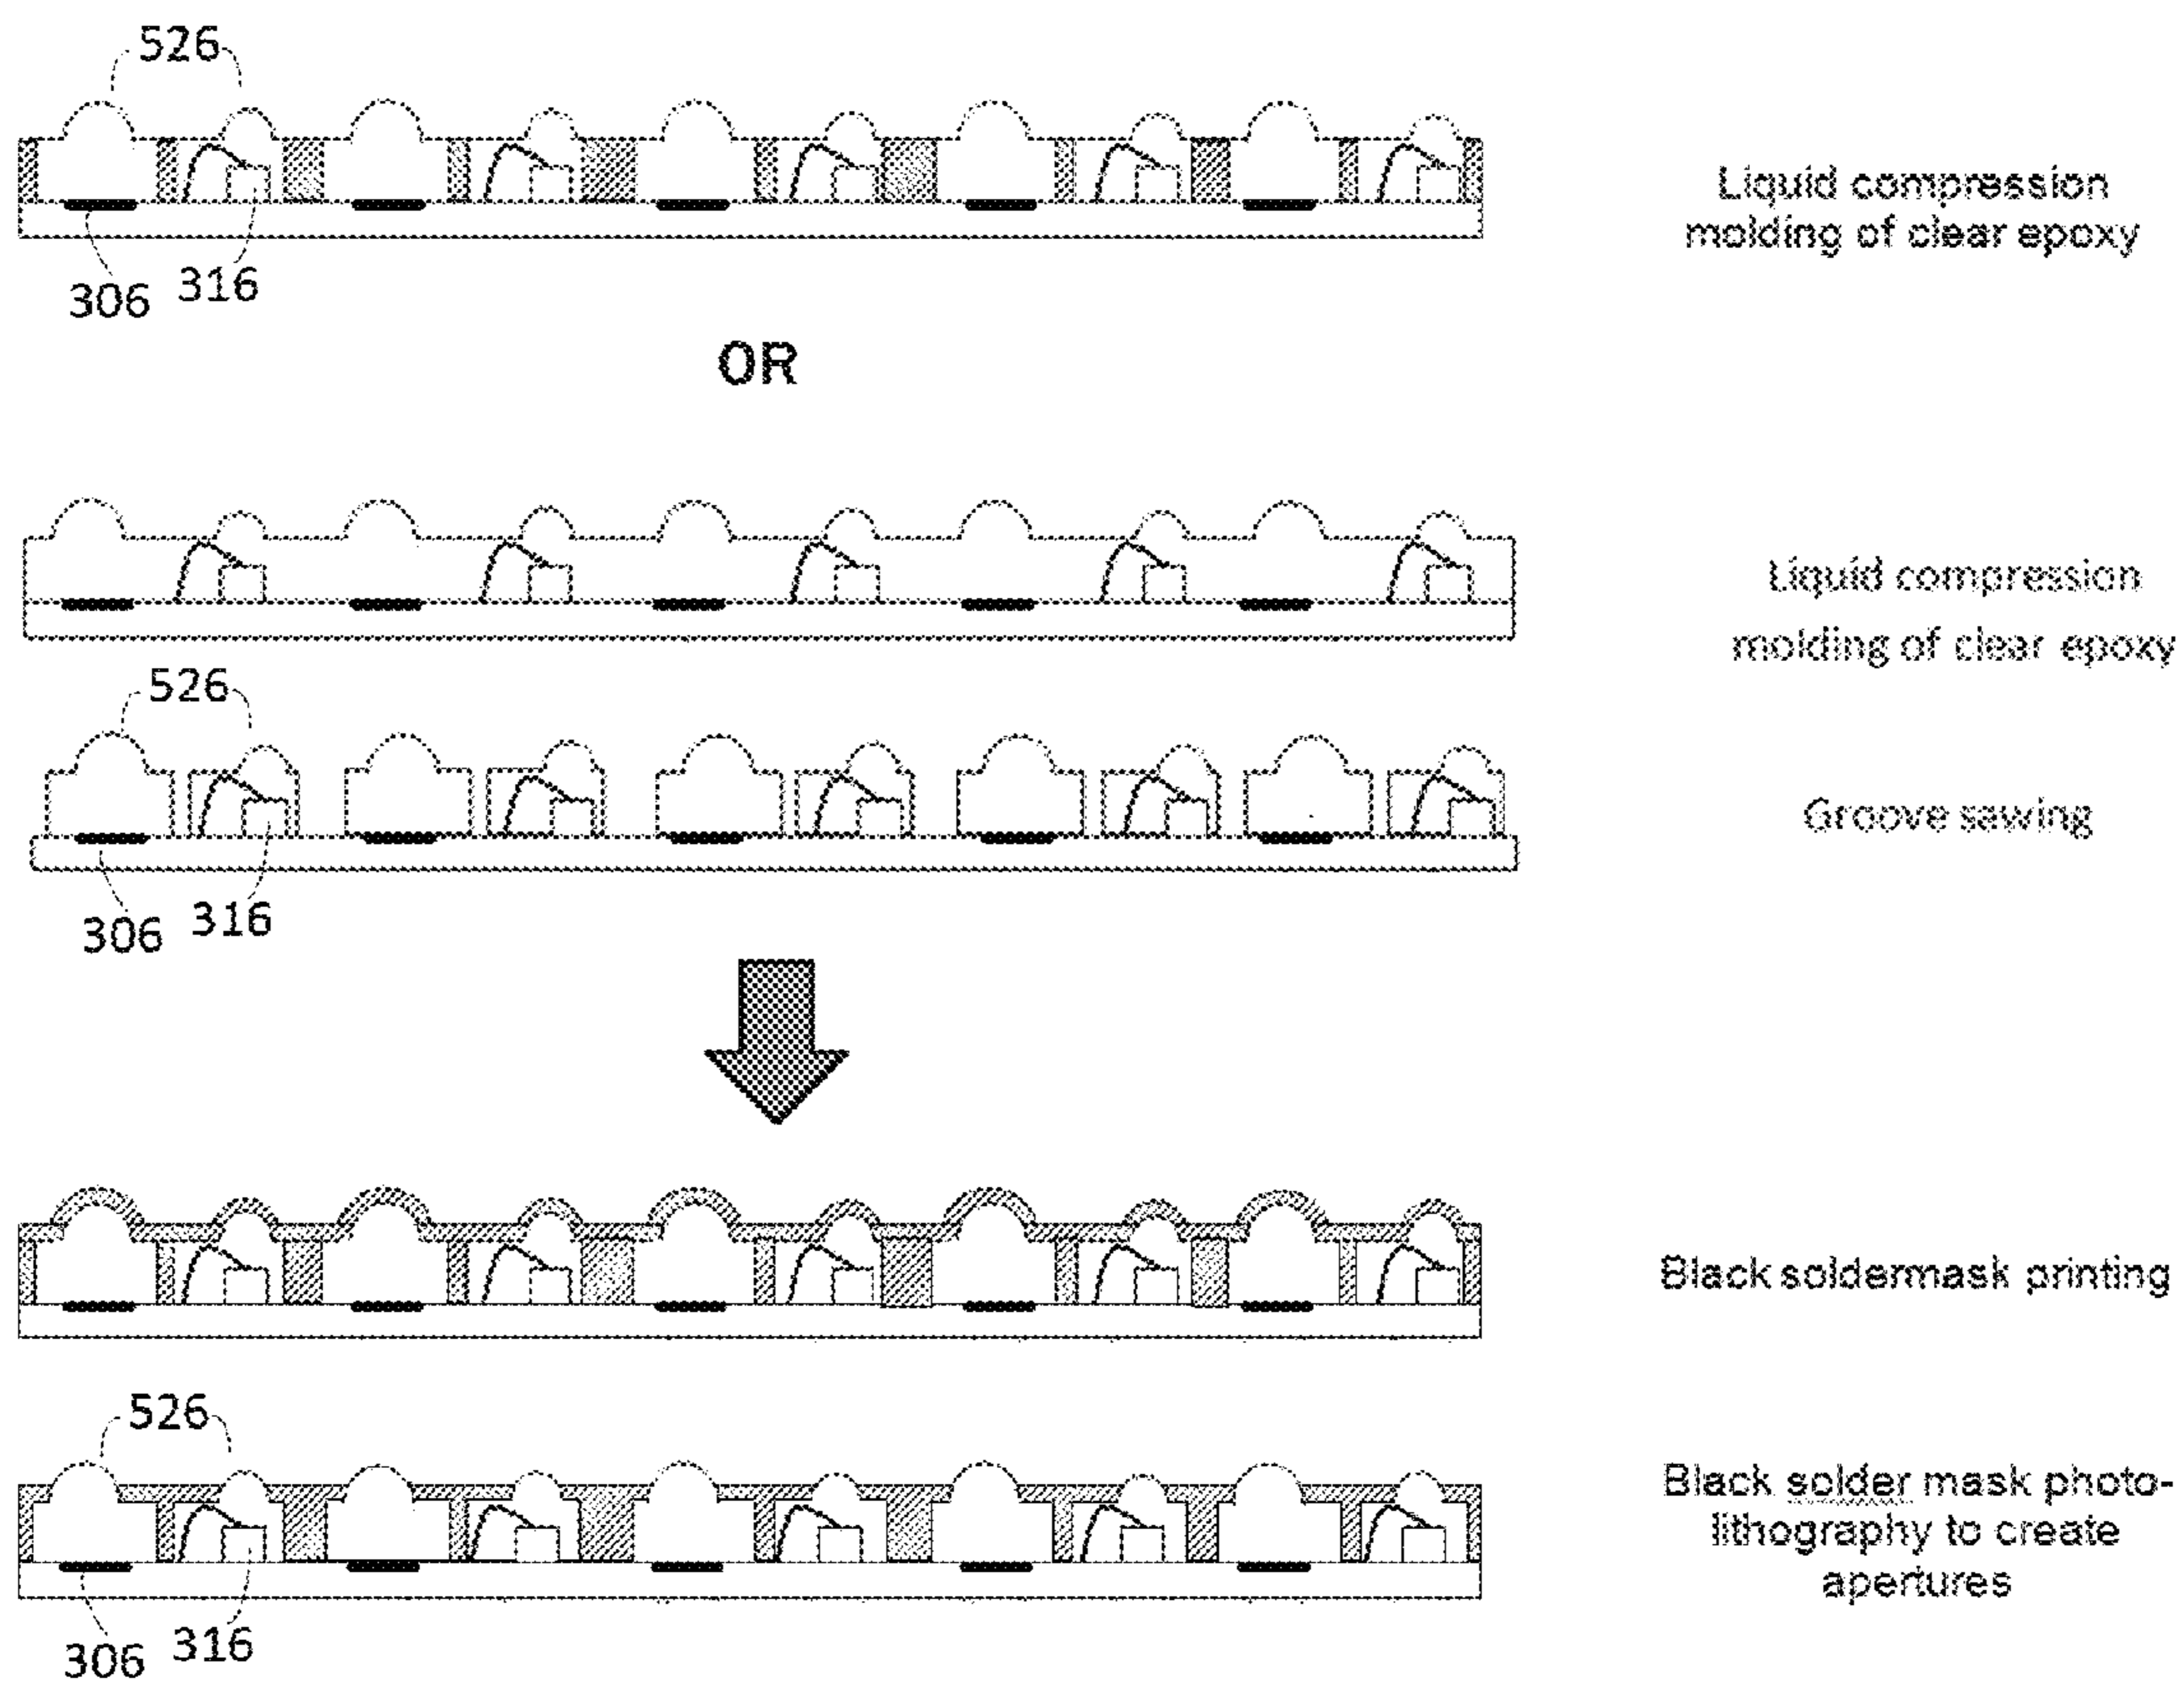 526
306 316
Liquid compression
molding of clear epoxy
OR
Liquid compression
molding of clear epoxy
526
Groove sawing
306 316
Black soldermask printing
526
Black solder mask photo-
lithography to create
apertures
306 316